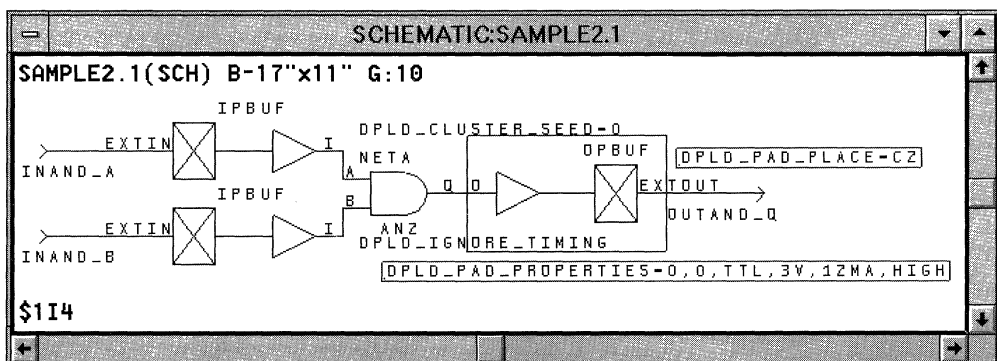 SCHEMATIC:SAMPLE2.1
SAMPLE2.1(SCH) B-17"x11" G:10
IPBUF
DPLD_CLUSTER_SEED=0
EXTIN
I
NETA
OPBUF
DPLD_PAD_PLACE=C2
INAND_A
A
IPBUF
Q
O
EXTOUT
B
OUTAND_Q
EXTIN
I
AN2
INAND_B
DPLD_IGNORE_TIMING
DPLD_PAD_PROPERTIES=0,0,TTL,3V,12MA,HIGH
$1I4